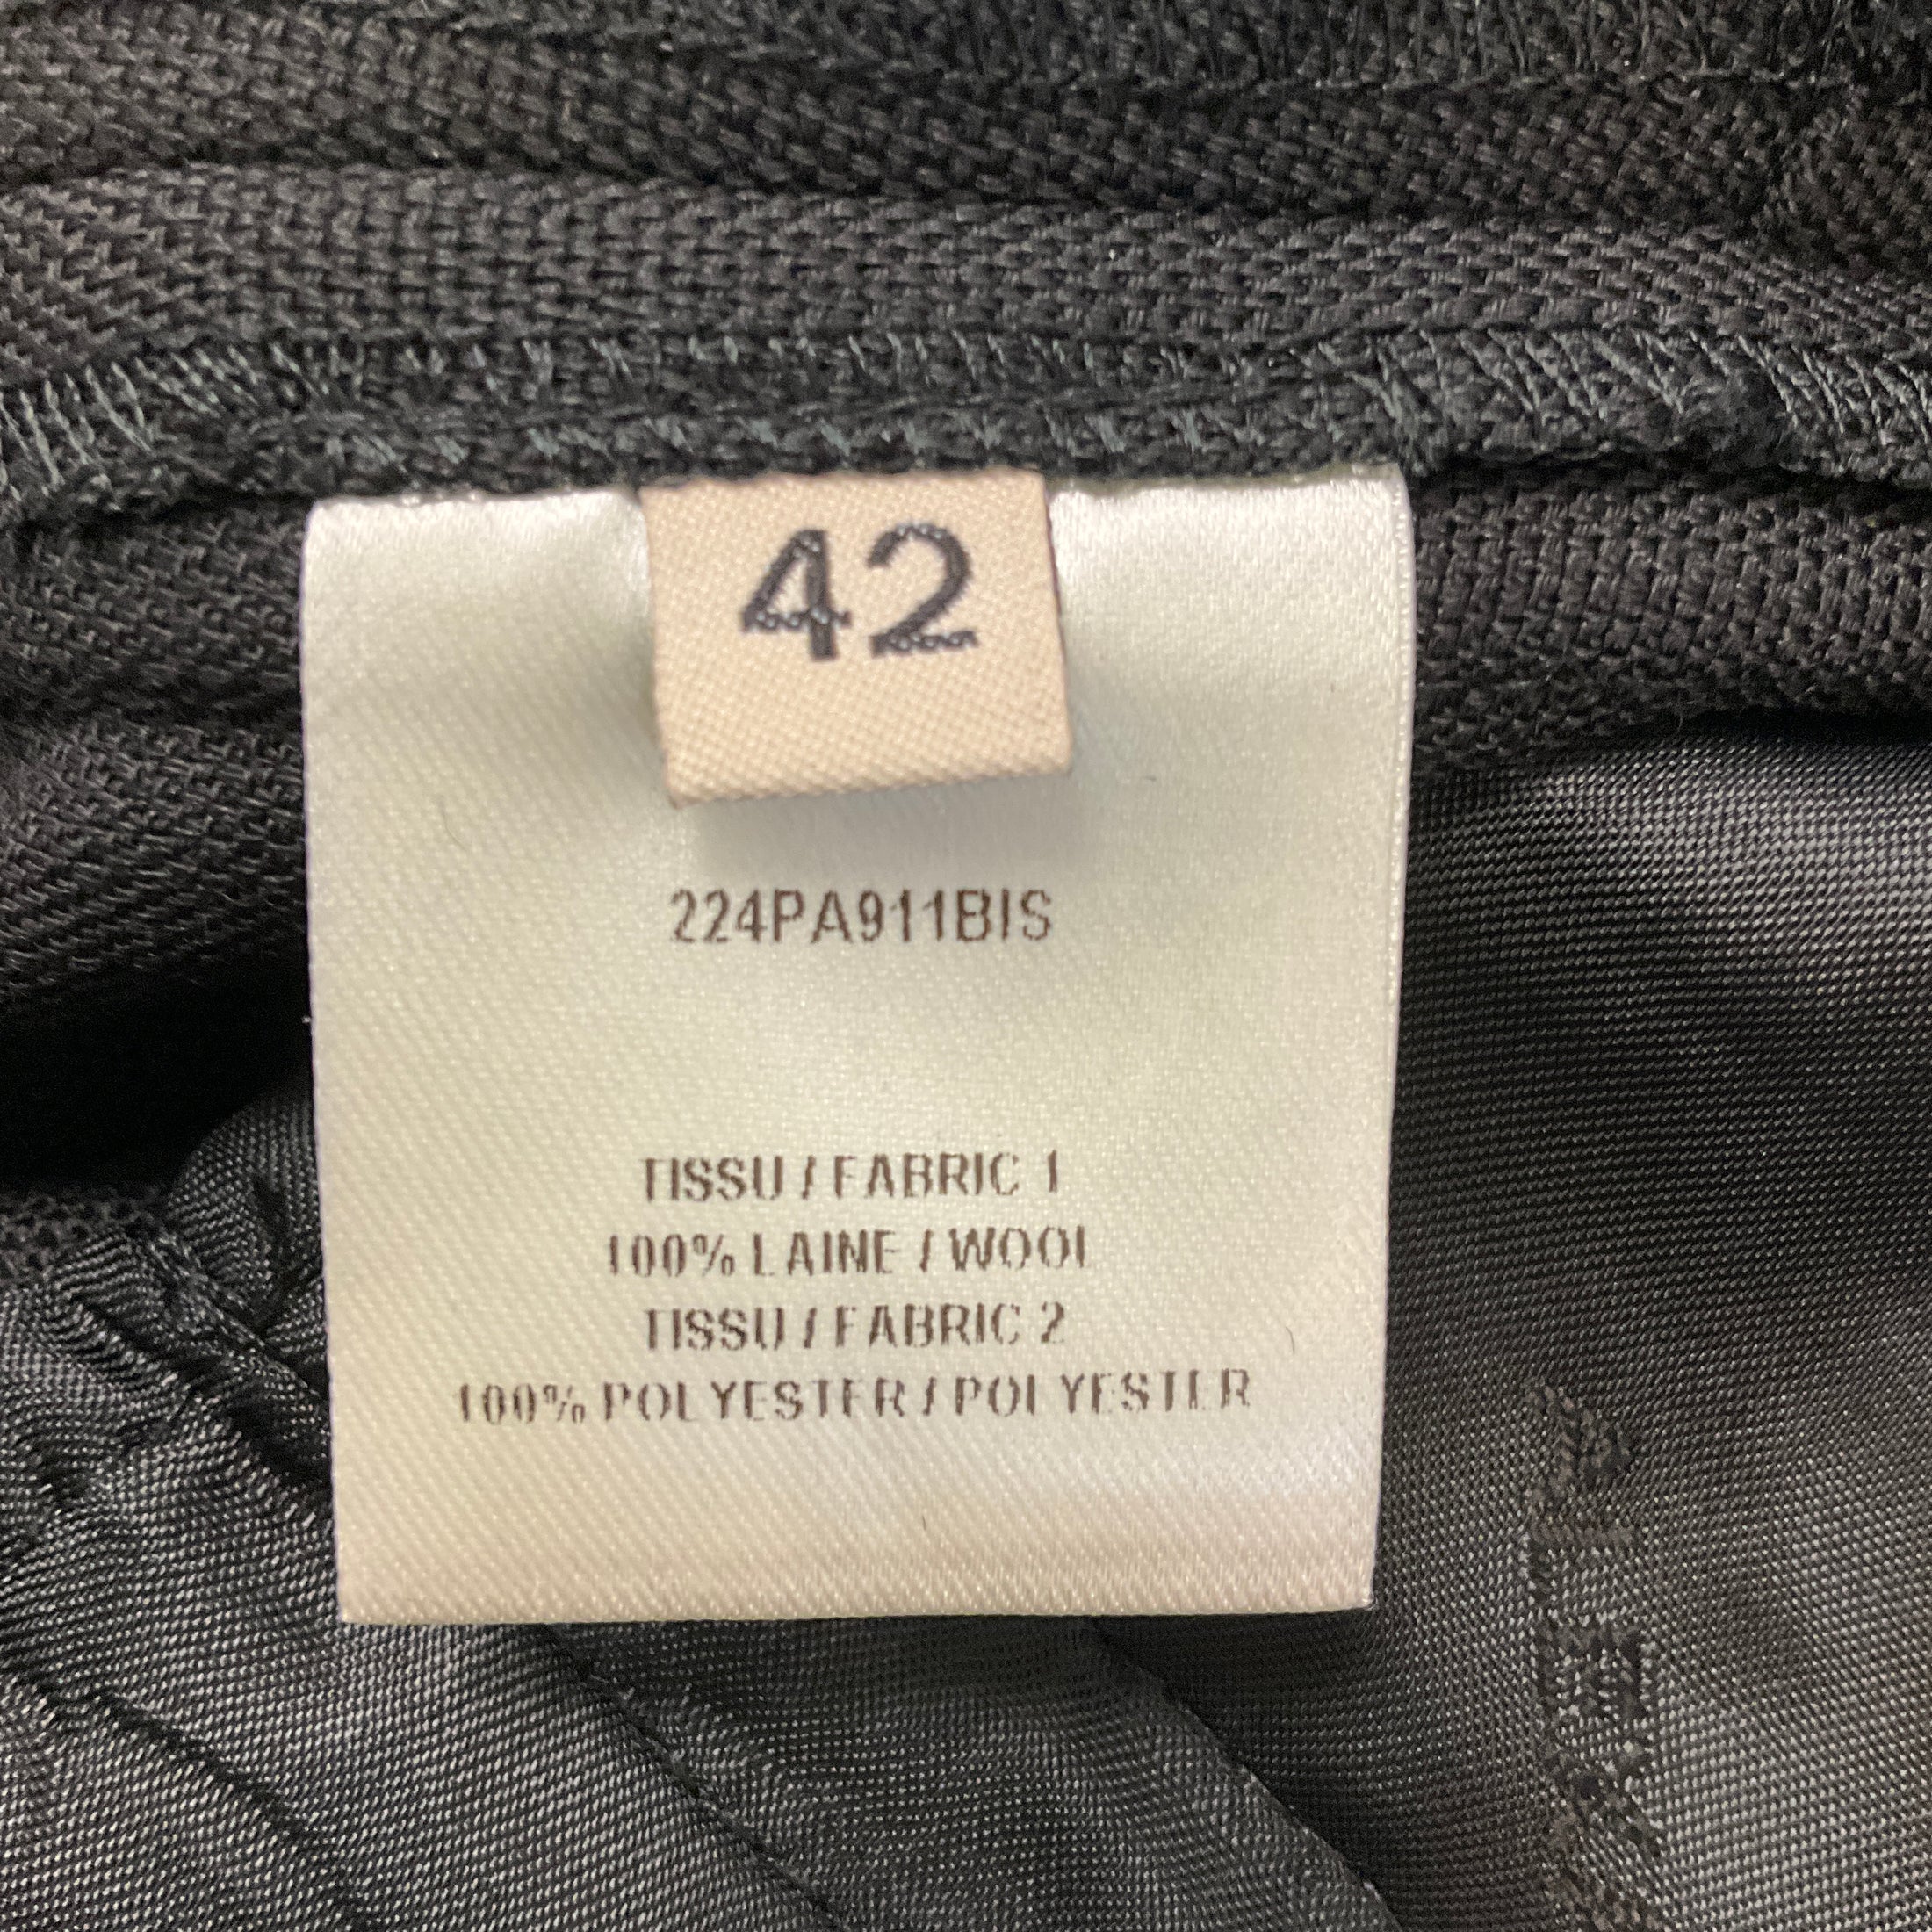 42
224PA911BIS
TISSU / FABRIC 1
100% LAINE / WOOL
TISSU / FABRIC 2
100% POLYESTER / POLYESTER